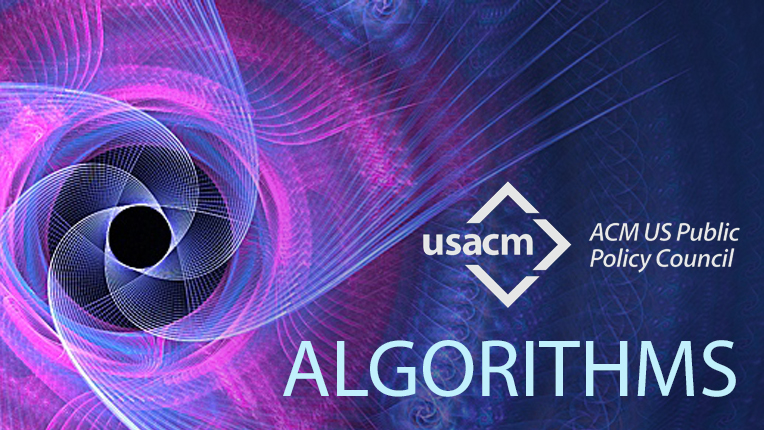 usacm
ACM US Public
Policy Council
ALGORITHMS